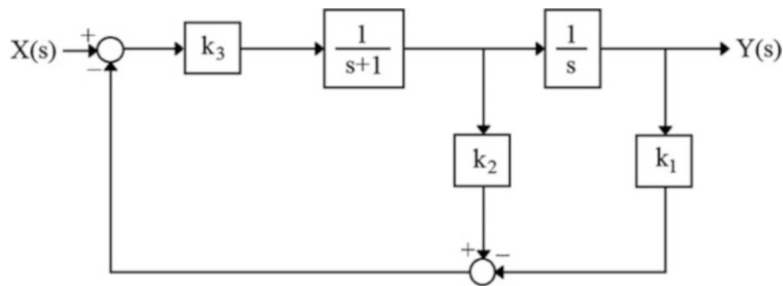 X(s)
+
−
k₃
1
s+1
1
s
Y(s)
k₂
k₁
+
−